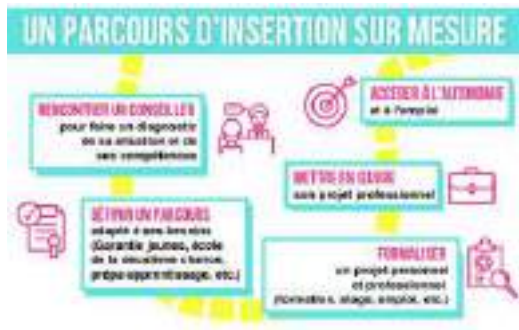 UN PARCOURS D'INSERTION SUR MESURE
RENCONTRER UN CONSEILLER
pour faire un diagnostic
de sa situation et de
ses compétences
DÉFINIR UN PARCOURS
adapté à ses besoins
(Garantie jeunes, école
de la deuxième chance,
prépa-apprentissage, etc.)
FORMALISER
un projet personnel
et professionnel
(formation, stage, emploi, etc.)
METTRE EN ŒUVRE
son projet professionnel
ACCÉDER À L'AUTONOMIE
et à l'emploi